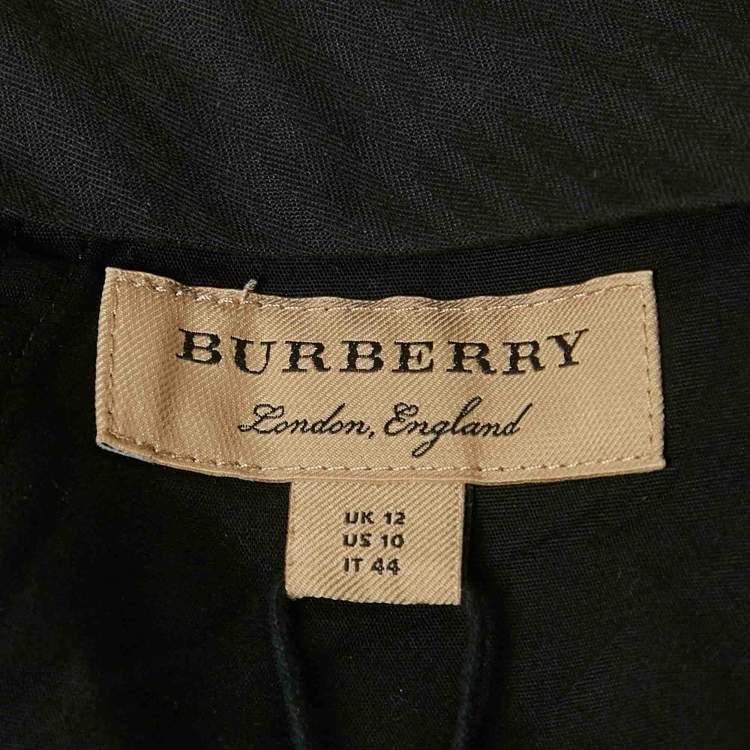 BURBERRY
London, England
UK 12
US 10
IT 44